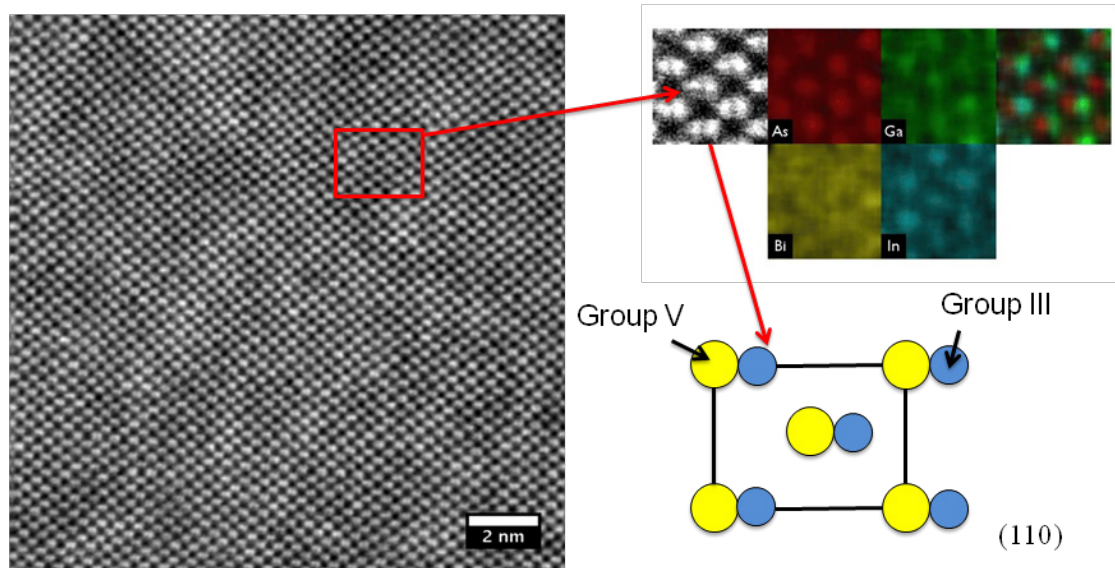 2 nm
As
Ga
Bi
In
Group V
Group III
(110)